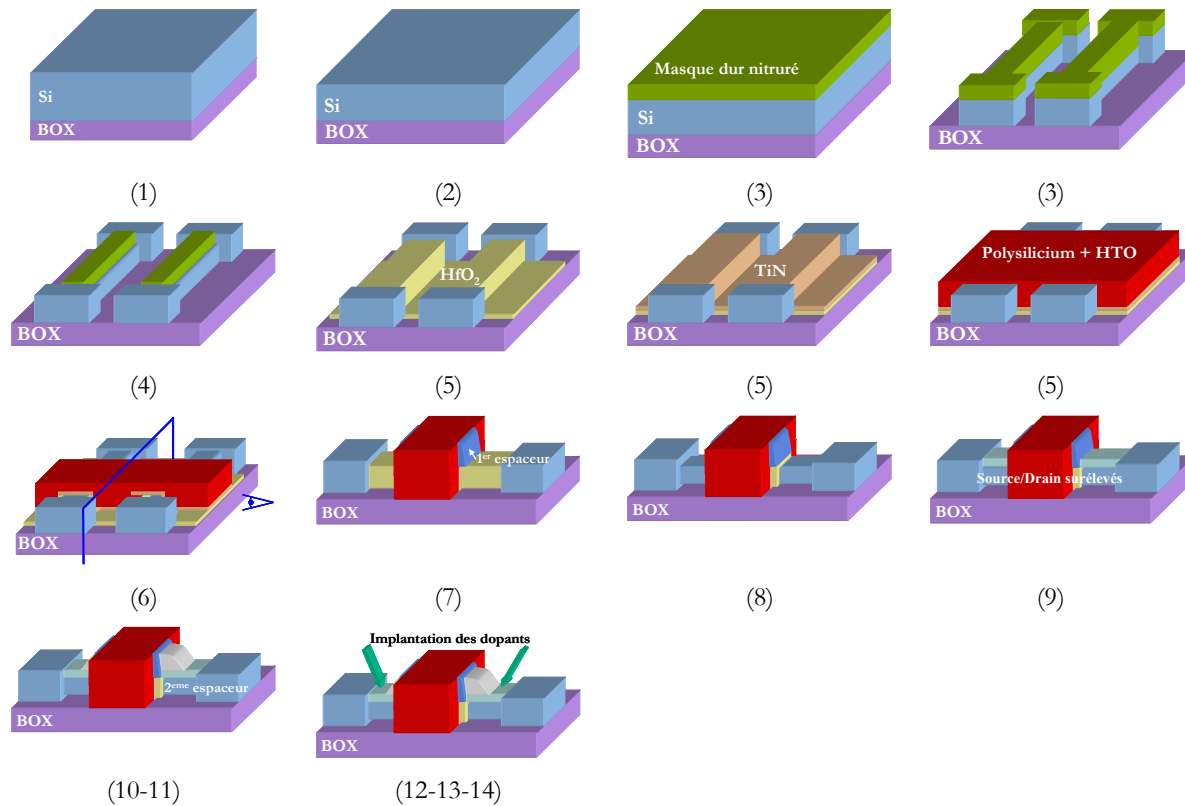 Si
BOX
(1)
Si
BOX
(2)
Masque dur nitruré
Si
BOX
(3)
BOX
(3)
BOX
(4)
HfO2
BOX
(5)
TiN
BOX
(5)
Polysilicium + HTO
BOX
(5)
BOX
(6)
1er espaceur
BOX
(7)
BOX
(8)
Source/Drain surélevés
BOX
(9)
2eme espaceur
BOX
(10-11)
Implantation des dopants
BOX
(12-13-14)